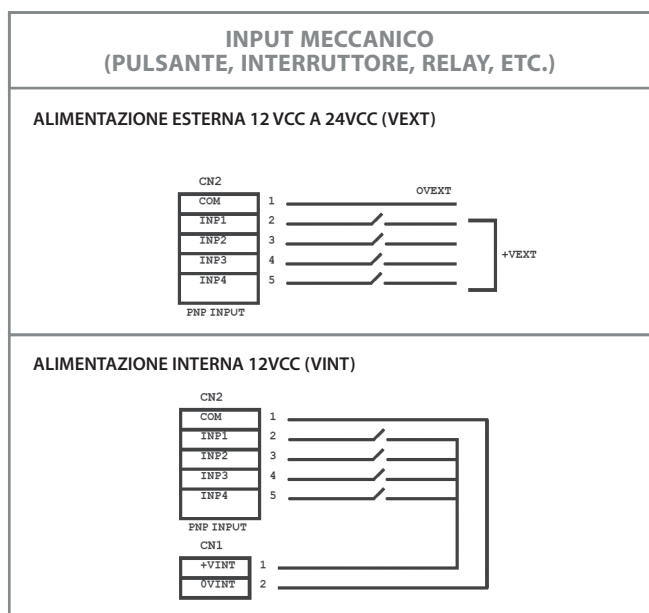 INPUT MECCANICO
(PULSANTE, INTERRUTTORE, RELAY, ETC.)
ALIMENTAZIONE ESTERNA 12 VCC A 24VCC (VEXT)
CN2
OVEXT
COM 1
INP1 2
INP2 3
+VEXT
INP3 4
INP4 5
PNP INPUT
ALIMENTAZIONE INTERNA 12VCC (VINT)
CN2
COM 1
INP1 2
INP2 3
INP3 4
INP4 5
PNP INPUT
CN1
+VINT 1
0VINT 2